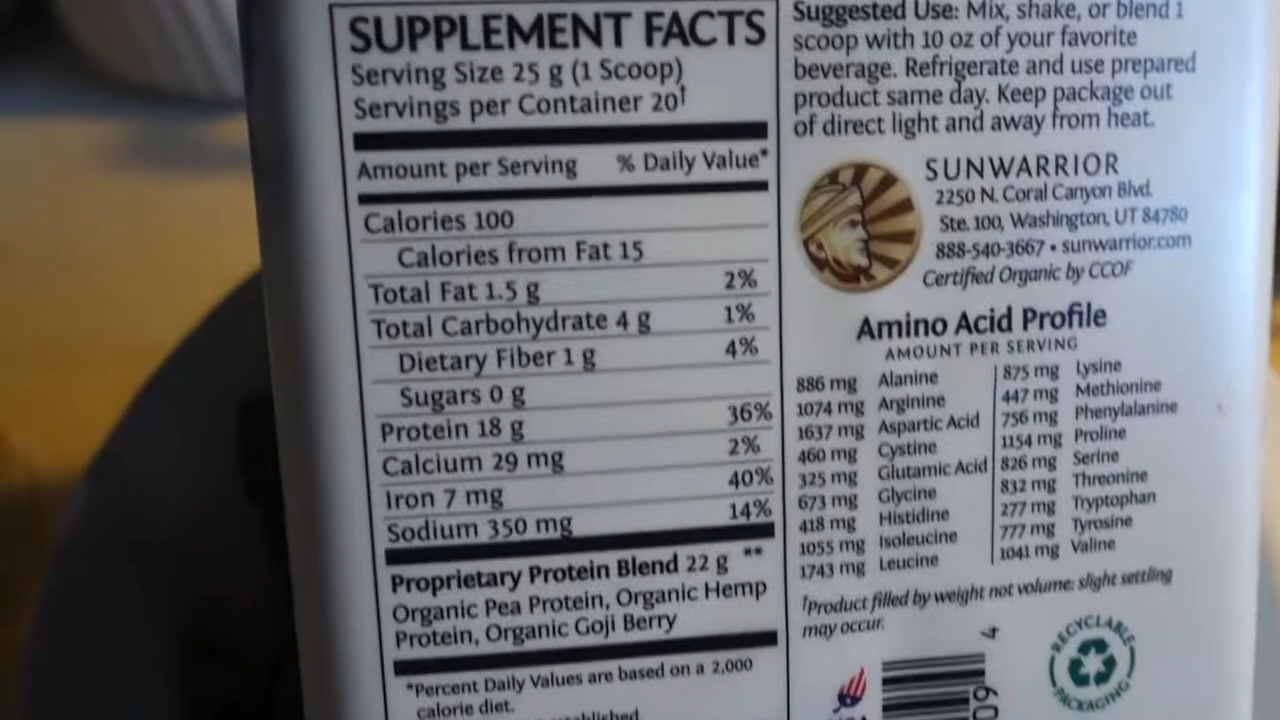 SUPPLEMENT FACTS
Serving Size 25 g (1 Scoop)
Servings per Container 20†
Amount per Serving % Daily Value*
Calories 100
Calories from Fat 15
Total Fat 1.5 g 2%
Total Carbohydrate 4 g 1%
Dietary Fiber 1 g 4%
Sugars 0 g
Protein 18 g 36%
Calcium 29 mg 2%
Iron 7 mg 40%
Sodium 350 mg 14%
Proprietary Protein Blend 22 g **
Organic Pea Protein, Organic Hemp
Protein, Organic Goji Berry
*Percent Daily Values are based on a 2,000
calorie diet.
established
Suggested Use: Mix, shake, or blend 1
scoop with 10 oz of your favorite
beverage. Refrigerate and use prepared
product same day. Keep package out
of direct light and away from heat.
SUNWARRIOR
2250 N. Coral Canyon Blvd.
Ste. 100, Washington, UT 84780
888-540-3667 • sunwarrior.com
Certified Organic by CCOF
Amino Acid Profile
AMOUNT PER SERVING
886 mg Alanine
1074 mg Arginine
1637 mg Aspartic Acid
460 mg Cystine
325 mg Glutamic Acid
673 mg Glycine
418 mg Histidine
1055 mg Isoleucine
1743 mg Leucine
875 mg Lysine
447 mg Methionine
756 mg Phenylalanine
1154 mg Proline
826 mg Serine
832 mg Threonine
277 mg Tryptophan
777 mg Tyrosine
1041 mg Valine
†Product filled by weight not volume: slight settling
may occur.
4
09
RECYCLABLE
PACKAGING